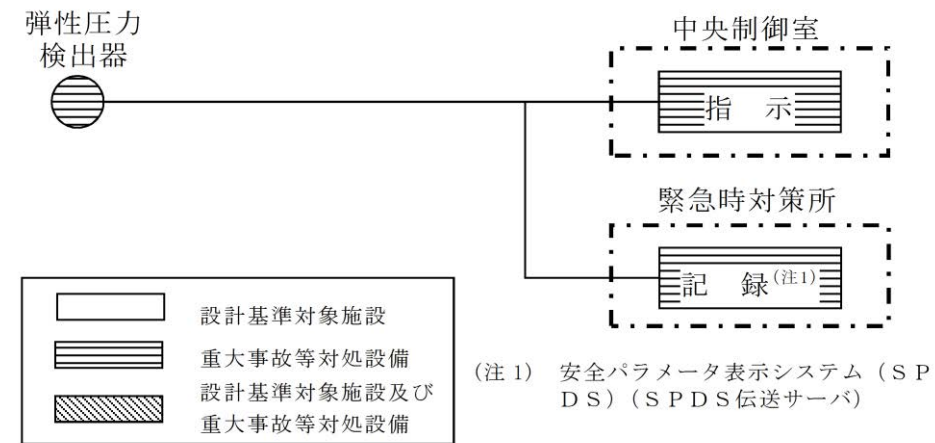 弾性圧力
検出器
中央制御室
指　示
緊急時対策所
記　録(注1)
設計基準対象施設
重大事故等対処設備
設計基準対象施設及び
重大事故等対処設備
(注 1)　安全パラメータ表示システム（ＳＰ
ＤＳ）（ＳＰＤＳ伝送サーバ）